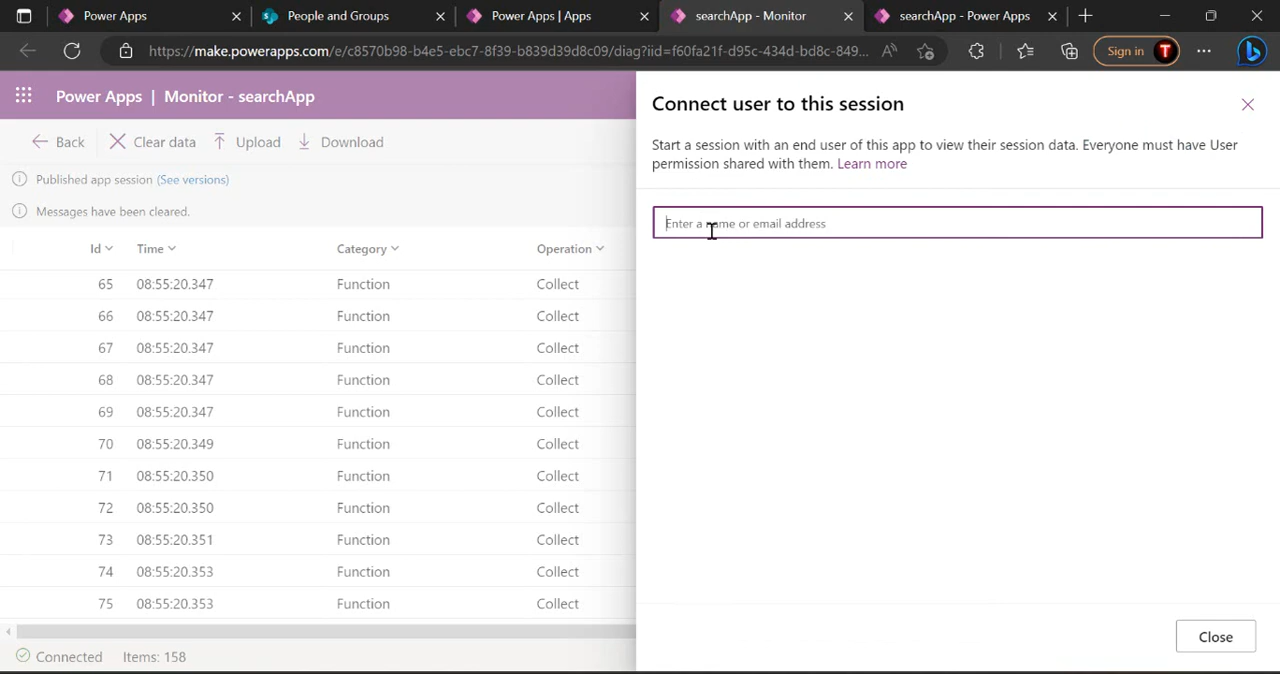 Power Apps
People and Groups
Power Apps | Apps
searchApp - Monitor
searchApp - Power Apps
https://make.powerapps.com/e/c8570b98-b4e5-ebc7-8f39-b839d39d8c09/diag?iid=f60fa21f-d95c-434d-bd8c-849...
Sign in T
Power Apps | Monitor - searchApp
Back Clear data Upload Download
Published app session (See versions)
Messages have been cleared.
Id Time Category Operation
65 08:55:20.347 Function Collect
66 08:55:20.347 Function Collect
67 08:55:20.347 Function Collect
68 08:55:20.347 Function Collect
69 08:55:20.347 Function Collect
70 08:55:20.349 Function Collect
71 08:55:20.350 Function Collect
72 08:55:20.350 Function Collect
73 08:55:20.351 Function Collect
74 08:55:20.353 Function Collect
75 08:55:20.353 Function Collect
Connected Items: 158
Connect user to this session
Start a session with an end user of this app to view their session data. Everyone must have User
permission shared with them. Learn more
Enter a name or email address
Close